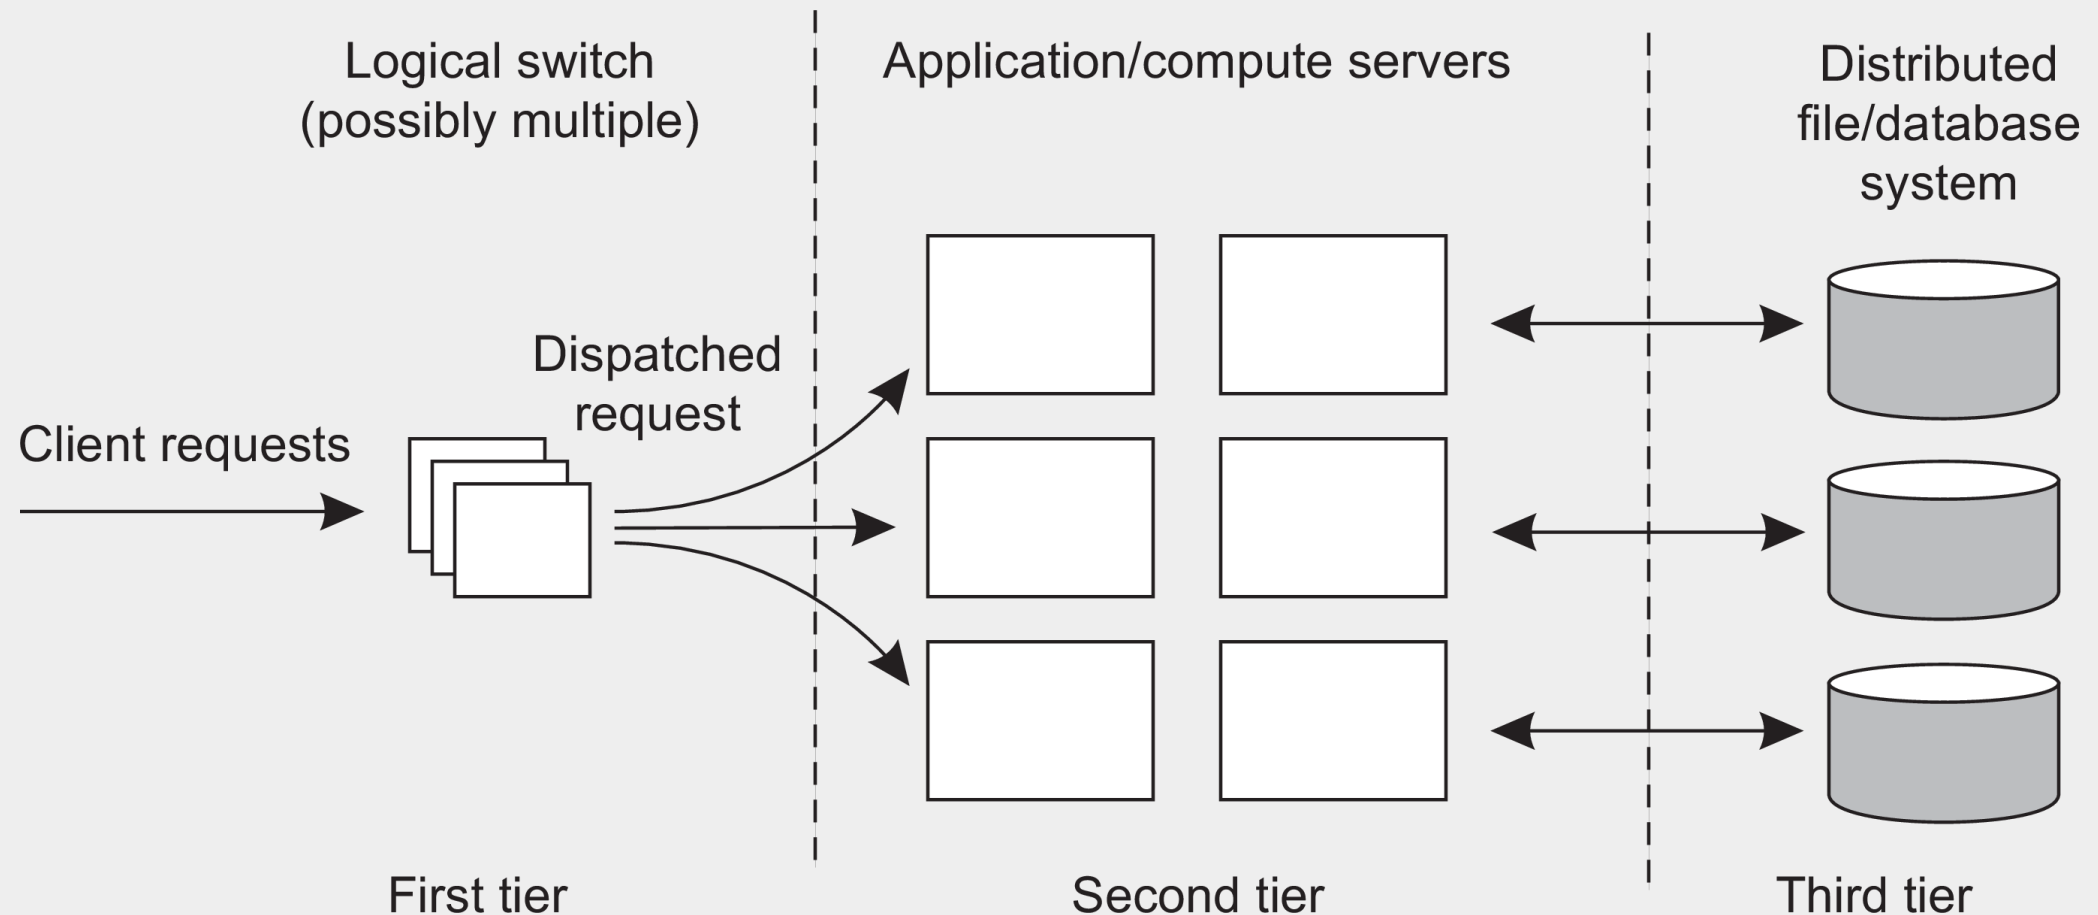 Logical switch
(possibly multiple)
Application/compute servers
Distributed
file/database
system
Dispatched
request
Client requests
First tier
Second tier
Third tier